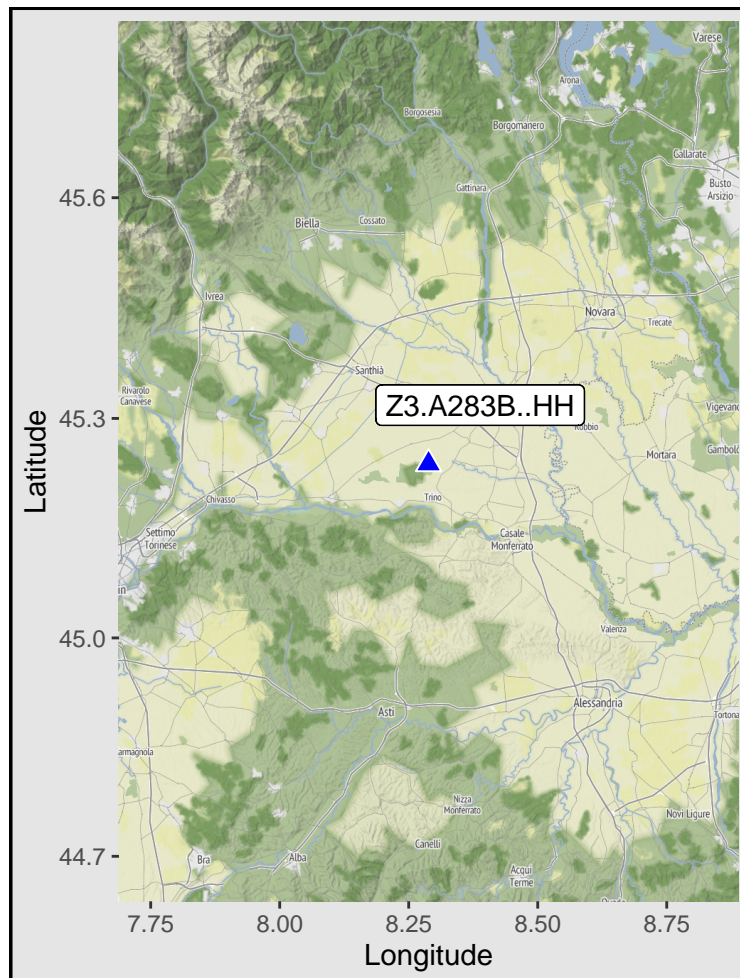 Varese
Arona
Borgosesia
Borgomanero
Gallarate
Gattinara
Busto
Arsizio
45.6
Biella
Cossato
Ivrea
Novara
Trecate
Santhià
Rivarolo
Canavese
Z3.A283B..HH
Vigevano
45.3
Robbio
Mortara
Gambolò
Latitude
Trino
Chivasso
Settimo
Torinese
Casale
Monferrato
45.0
Valenza
Asti
Alessandria
Tortona
armagnola
Nizza
Monferrato
Novi Ligure
Canelli
44.7
Bra
Alba
Acqui
Terme
7.75
8.00
8.25
8.50
8.75
Longitude